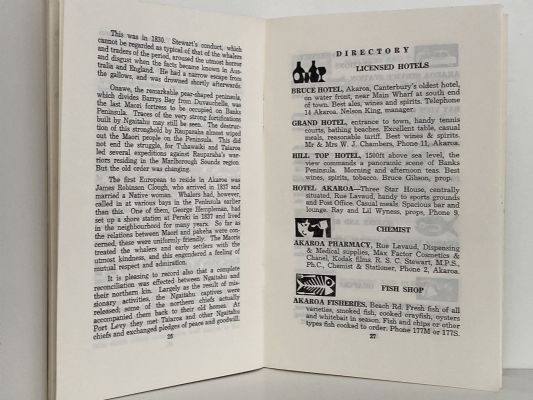 This was in 1830. Stewart's conduct, which
cannot be regarded as typical of that of the whalers
and traders of the period, aroused the utmost horror
and disgust when the facts became known in Aus-
tralia and England. He had a narrow escape from
the gallows, and was drowned shortly afterwards.
Onawe, the remarkable pear-shaped peninsula,
which divides Barrys Bay from Duvauchelle, was the
last Maori fortress to be occupied, on Banks
Peninsula. Traces of the very strong fortifications
built by Ngaitahu may still be seen. The destruct-
ion of this stronghold by Rauparaha almost wiped
out the Maori people on the Peninsula. This did
not end the struggle, for Tuhawaiki and Taiaroa
led several expeditions against Rauparaha's war-
riors residing in the Marlborough Sound region.
But the old order was changing.
The first European to reside in Akaroa was
James Robinson Clough, who arrived in 1837 and
married a Native woman. Whalers had, however,
called in at various bays in the Peninsula earlier
than this. One of them, George Hempleman, had
set up a shore station at Peraki in 1837 and lived
in the neighbourhood for many years. So far as
the relations between Maori and pakeha were con-
cerned, these were uniformly friendly. The Maoris
treated the whalers and early settlers with the
utmost kindness, and this engendered a feeling of
mutual respect and admiration.
It is pleasing to record also that a complete
reconciliation was effected between Ngaitahu and
their northern kin. Largely as the result of mis-
sionary activities, the Ngaitahu captives were
released; some of the northern chiefs actually
accompanied them back to their old homes. At
Port Levy they met Taiaroa and other Ngaitahu
chiefs and exchanged pledges of peace and goodwill.
26
DIRECTORY
LICENSED HOTELS
BRUCE HOTEL, Akaroa, Canterbury's oldest hotel,
on water front, near Main Wharf at south end
of town. Best ales, wines and spirits. Telephone
14 Akaroa. Nelson King, manager.
GRAND HOTEL, entrance to town, handy tennis
courts, bathing beaches. Excellent table, casual
meals, reasonable tariff. Best wines & spirits.
Mr & Mrs W. J. Chambers, Phone 11, Akaroa.
HILL TOP HOTEL, 1500ft above sea level, the
view commands a panoramic scene of Banks
Peninsula. Morning and afternoon teas. Best
wines, spirits, tobacco. Bruce Gibson, prop.
HOTEL AKAROA—Three Star House, centrally
situated, Rue Lavaud, handy to sports grounds
and Post Office. Casual meals. Spacious bar and
lounge. Ray and Lil Wyness, props, Phone 9.
CHEMIST
AKAROA PHARMACY, Rue Lavaud, Dispensing
& Medical supplies, Max Factor Cosmetics &
Chanel, Kodak films. R. S. C. Stewart, M.P.S.,
Ph.C., Chemist & Stationer, Phone 2, Akaroa.
FISH SHOP
AKAROA FISHERIES, Beach Rd. Fresh fish of all
varieties, smoked fish, cooked crayfish, oysters
and whitebait in season. Fish and chips or other
types fish cooked to order. Phone 177M or 177S.
27